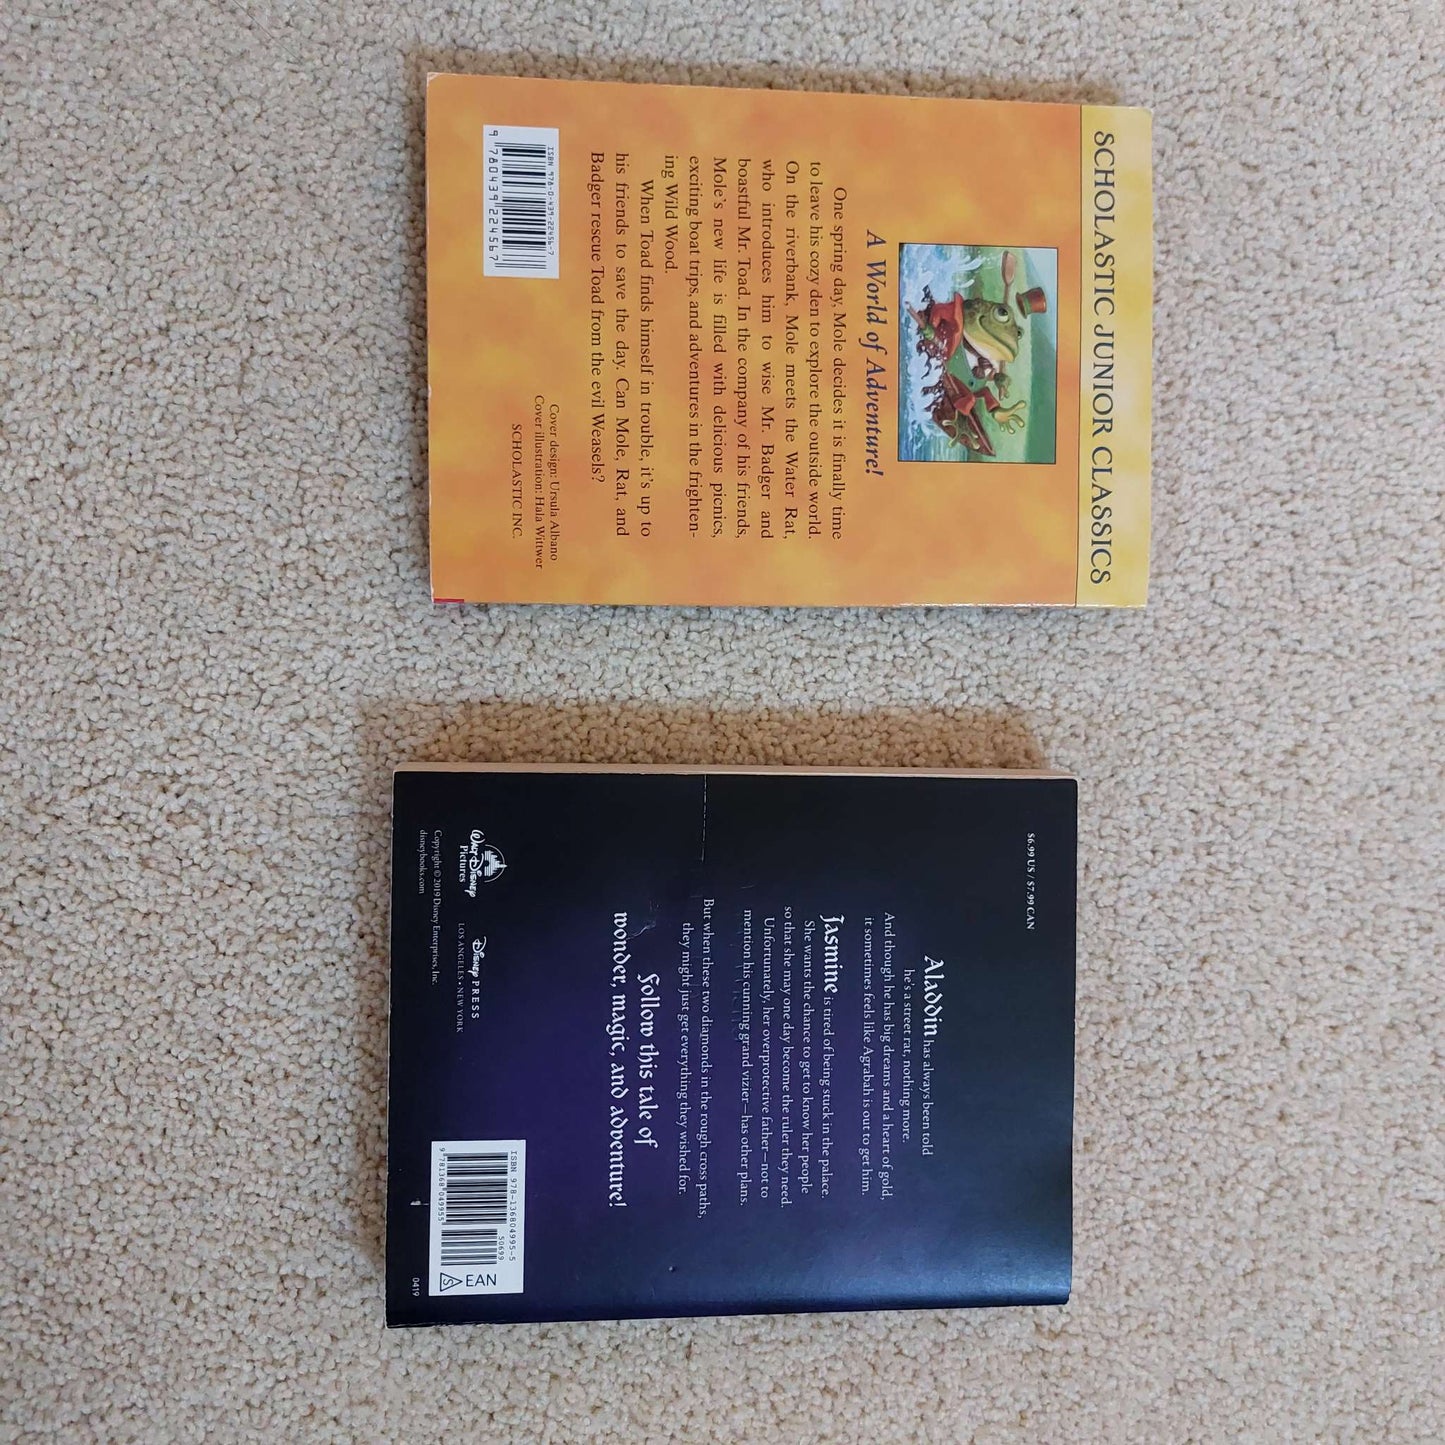 SCHOLASTIC JUNIOR CLASSICS
A World of Adventure!
One spring day, Mole decides it is finally time
to leave his cozy den to explore the outside world.
On the riverbank, Mole meets the Water Rat,
who introduces him to wise Mr. Badger and
boastful Mr. Toad. In the company of his friends,
Mole's new life is filled with delicious picnics,
exciting boat trips, and adventures in the frighten-
ing Wild Wood.
When Toad finds himself in trouble, it's up to
his friends to save the day. Can Mole, Rat, and
Badger rescue Toad from the evil Weasels?
Cover design: Ursula Albano
Cover illustration: Hala Wittwer
SCHOLASTIC INC.
ISBN 978-0-439-22456-7
9 780439 224567
$6.99 US / $7.99 CAN
Aladdin has always been told
he's a street rat, nothing more.
And though he has big dreams and a heart of gold,
it sometimes feels like Agrabah is out to get him.
Jasmine is tired of being stuck in the palace.
She wants the chance to get to know her people
so that she may one day become the ruler they need.
Unfortunately, her overprotective father—not to
mention his cunning grand vizier—has other plans.
But when these two diamonds in the rough cross paths,
they might just get everything they wished for.
Follow this tale of
wonder, magic, and adventure!
WALT DISNEY
Pictures
DISNEY PRESS
LOS ANGELES • NEW YORK
Copyright © 2019 Disney Enterprises, Inc.
disneybooks.com
ISBN 978-136804995-5
50699
9 781368 049955
S EAN
0419